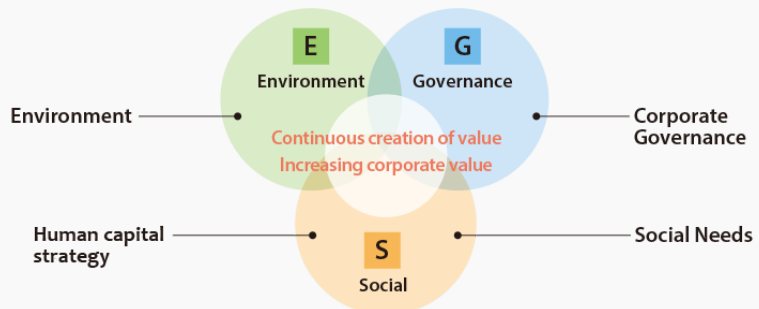 E
G
Environment
Governance
Environment
Corporate
Governance
Continuous creation of value
Increasing corporate value
Human capital
strategy
Social Needs
S
Social